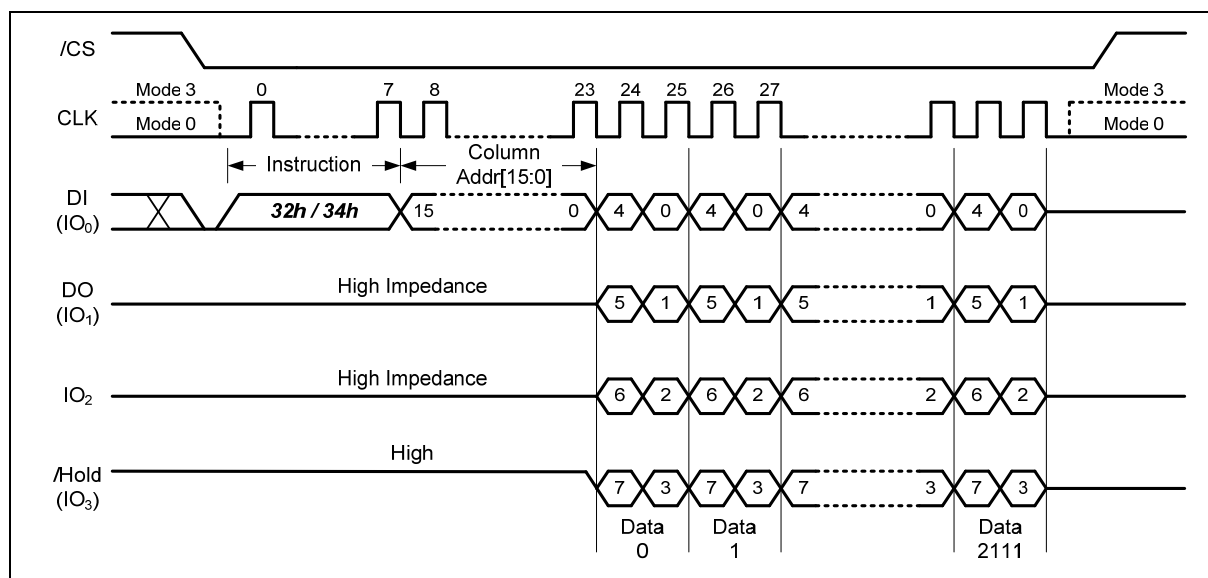 /CS
Mode 3 0 7 8 23 24 25 26 27 Mode 3
CLK
Mode 0 Mode 0
Instruction Column
Addr[15:0]
DI
(IO0) 32h / 34h 15 0 4 0 4 0 4 0 4 0
DO
(IO1) High Impedance 5 1 5 1 5 1 5 1
IO2 High Impedance 6 2 6 2 6 2 6 2
/Hold
(IO3) High 7 3 7 3 7 3 7 3
Data Data Data
0 1 2111